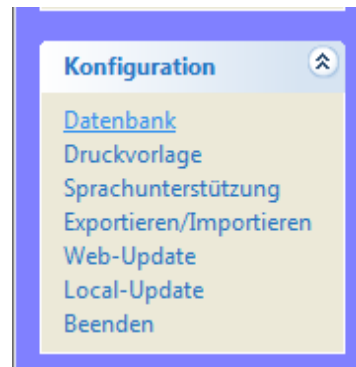 Konfiguration
Datenbank
Druckvorlage
Sprachunterstützung
Exportieren/Importieren
Web-Update
Local-Update
Beenden